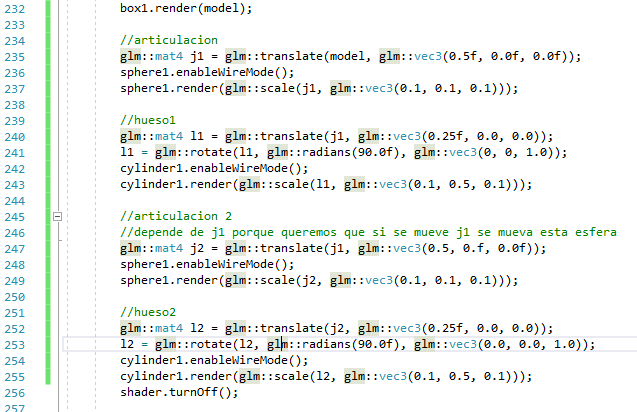 232 box1.render(model);
233
234 //articulacion
235 glm::mat4 j1 = glm::translate(model, glm::vec3(0.5f, 0.0f, 0.0f));
236 sphere1.enableWireMode();
237 sphere1.render(glm::scale(j1, glm::vec3(0.1, 0.1, 0.1)));
238
239 //hueso1
240 glm::mat4 l1 = glm::translate(j1, glm::vec3(0.25f, 0.0, 0.0));
241 l1 = glm::rotate(l1, glm::radians(90.0f), glm::vec3(0, 0, 1.0));
242 cylinder1.enableWireMode();
243 cylinder1.render(glm::scale(l1, glm::vec3(0.1, 0.5, 0.1)));
244
245 //articulacion 2
246 //depende de j1 porque queremos que si se mueve j1 se mueva esta esfera
247 glm::mat4 j2 = glm::translate(j1, glm::vec3(0.5, 0.f, 0.0f));
248 sphere1.enableWireMode();
249 sphere1.render(glm::scale(j2, glm::vec3(0.1, 0.1, 0.1)));
250
251 //hueso2
252 glm::mat4 l2 = glm::translate(j2, glm::vec3(0.25f, 0.0, 0.0));
253 l2 = glm::rotate(l2, glm::radians(90.0f), glm::vec3(0.0, 0.0, 1.0));
254 cylinder1.enableWireMode();
255 cylinder1.render(glm::scale(l2, glm::vec3(0.1, 0.5, 0.1)));
256 shader.turnOff();
257